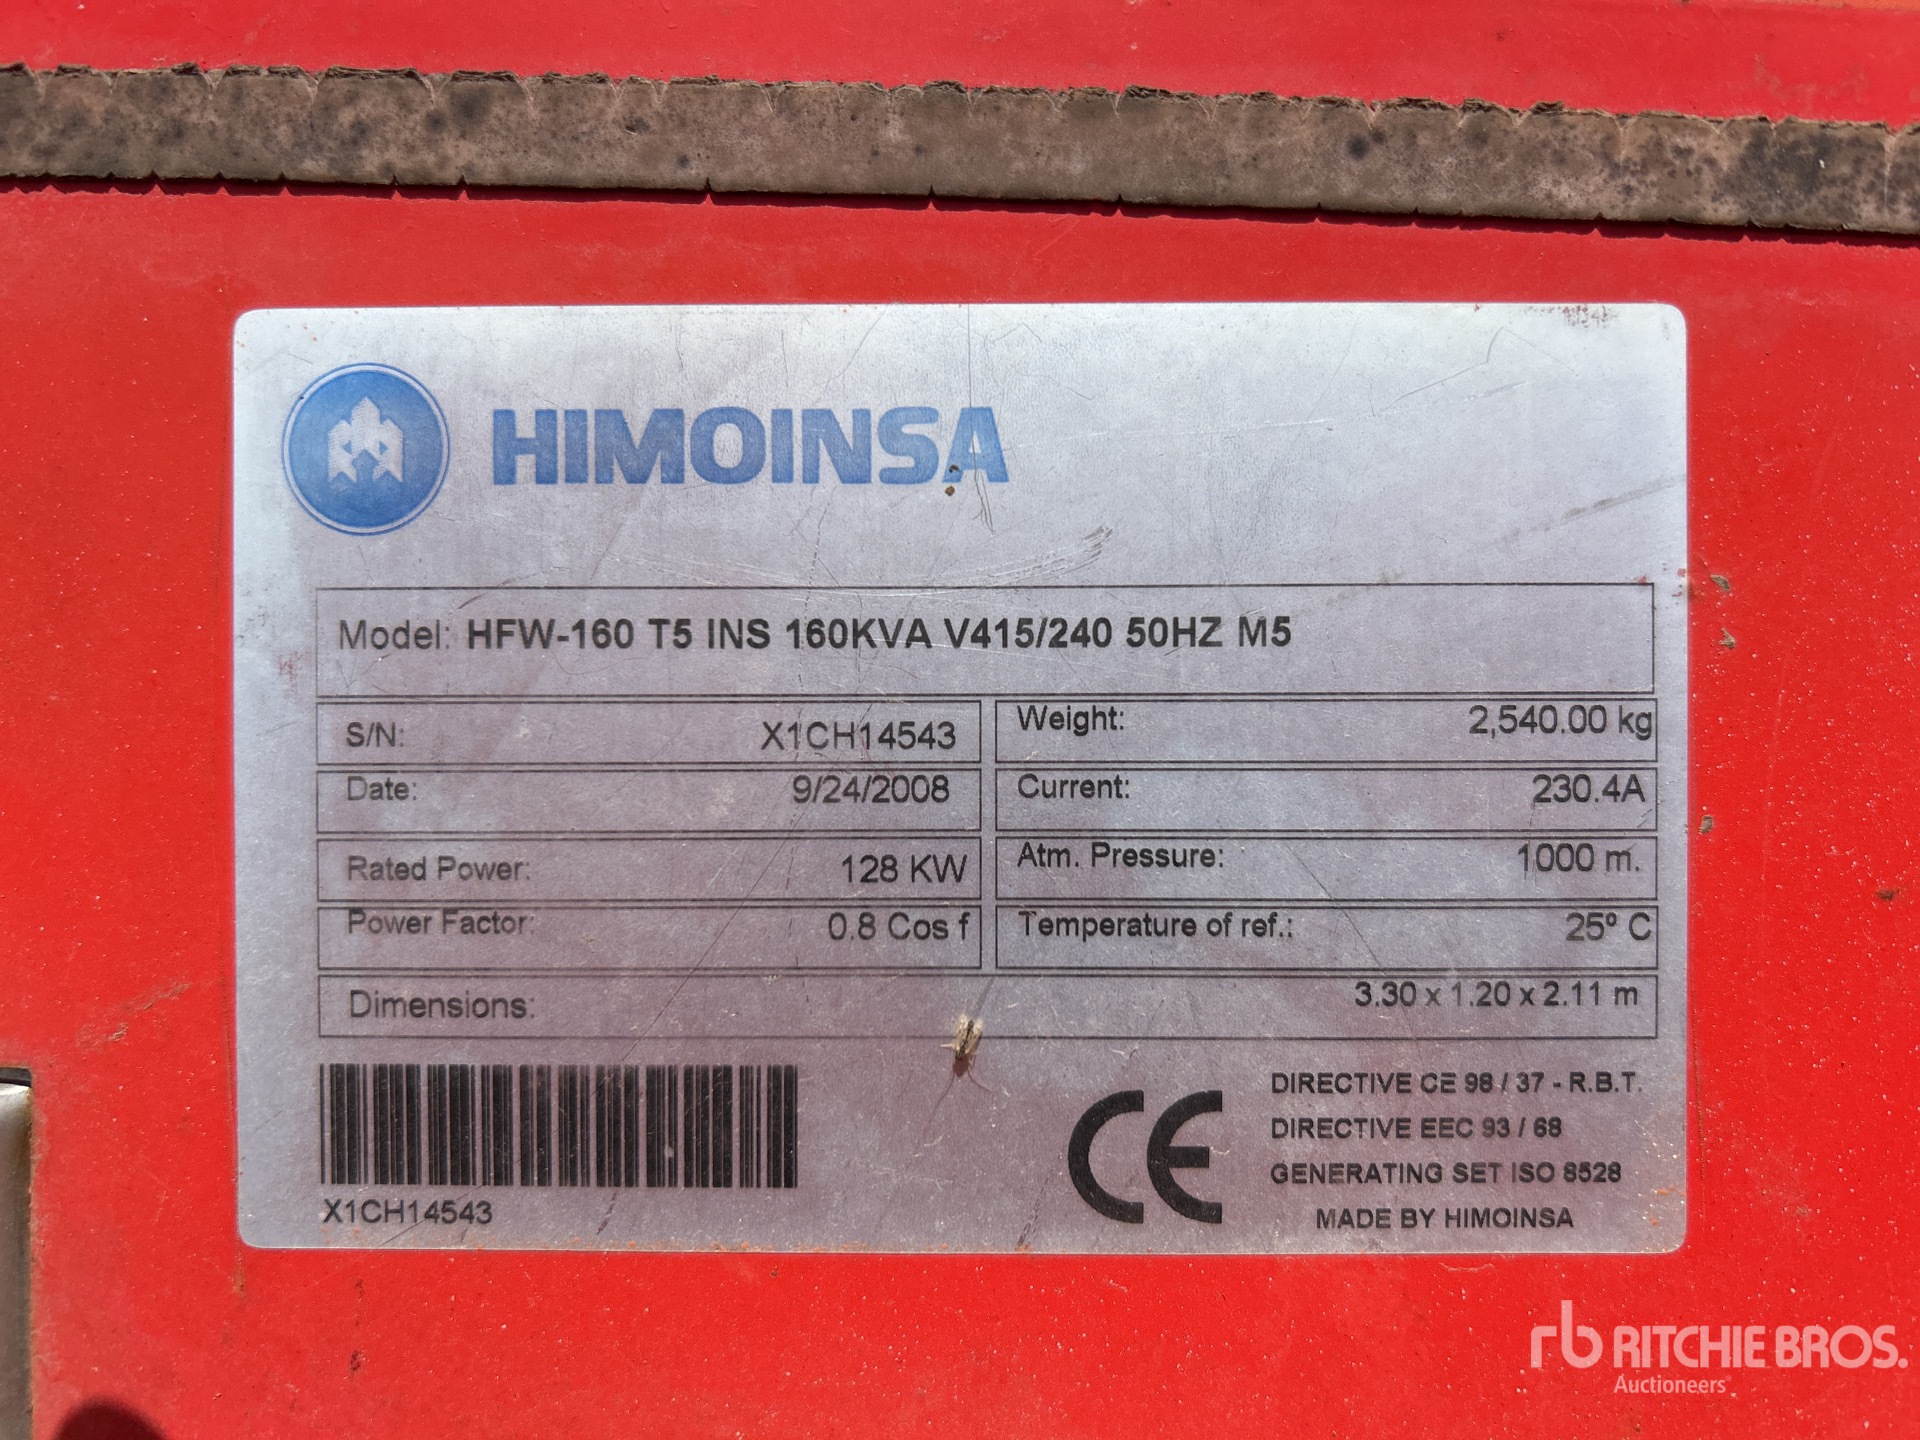 HIMOINSA
Model: HFW-160 T5 INS 160KVA V415/240 50HZ M5
S/N: X1CH14543
Weight: 2,540.00 kg
Date: 9/24/2008
Current: 230.4A
Rated Power: 128 KW
Atm. Pressure: 1000 m.
Power Factor: 0.8 Cos f
Temperature of ref.: 25º C
Dimensions: 3.30 x 1.20 x 2.11 m
X1CH14543
CE
DIRECTIVE CE 98 / 37 - R.B.T.
DIRECTIVE EEC 93 / 68
GENERATING SET ISO 8528
MADE BY HIMOINSA
rb RITCHIE BROS.
Auctioneers